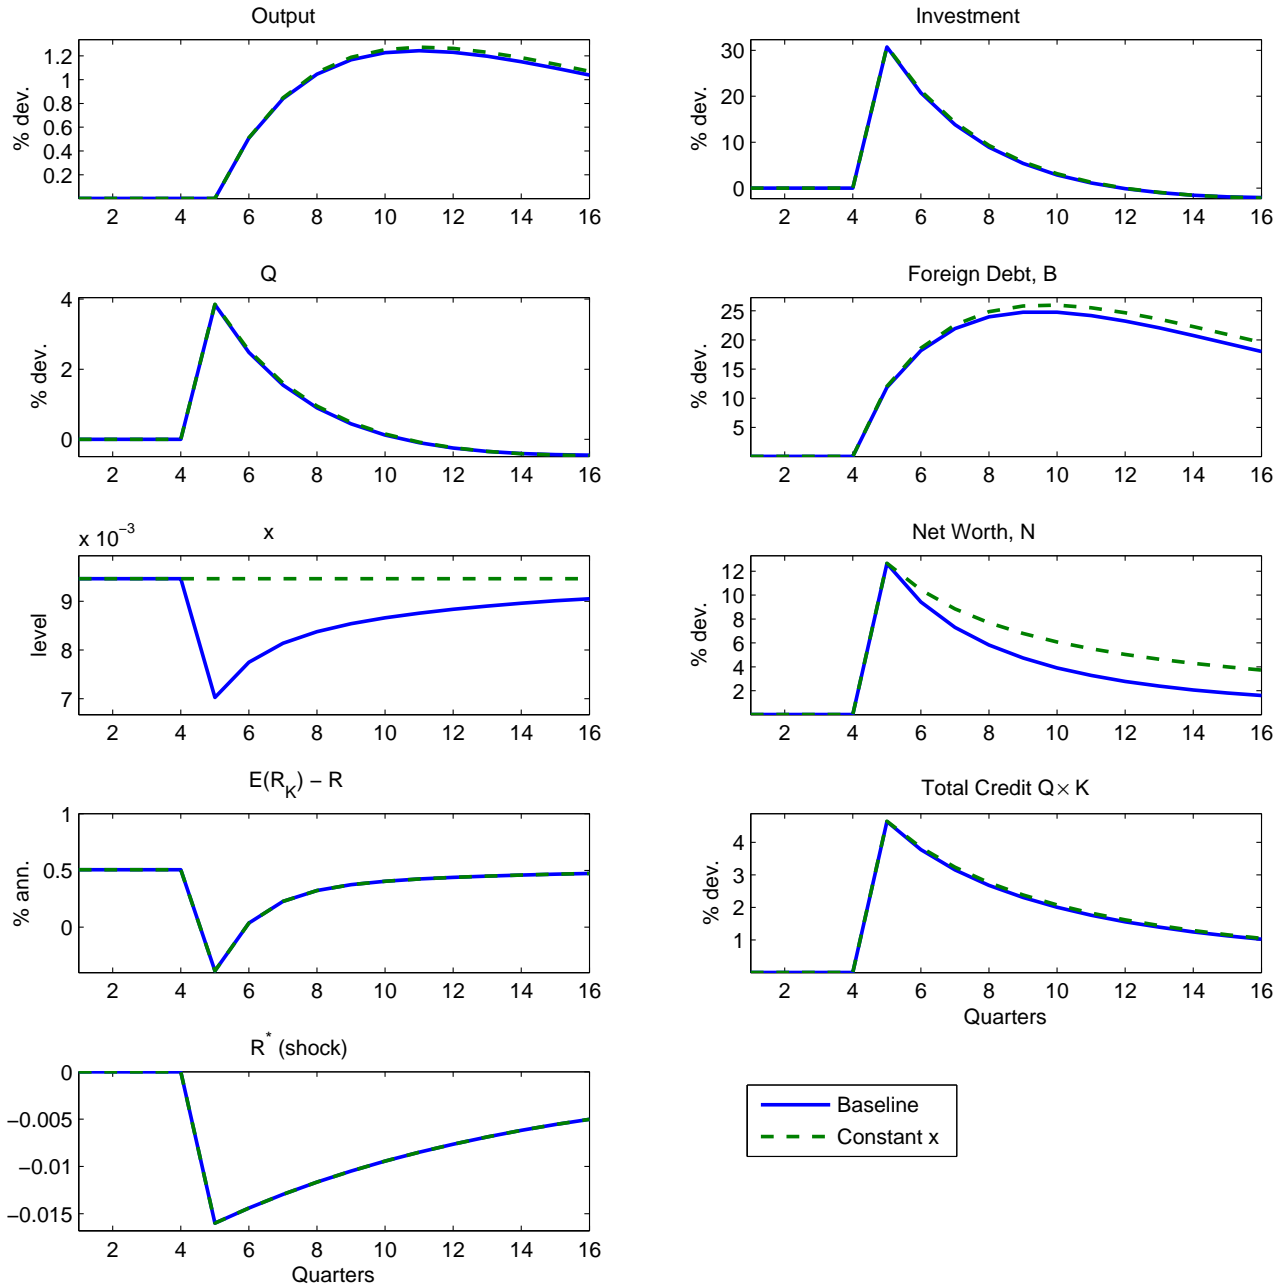 Output
% dev.
1.2
1
0.8
0.6
0.4
0.2
2 4 6 8 10 12 14 16
Investment
% dev.
30
20
10
0
2 4 6 8 10 12 14 16
Q
% dev.
4
2
0
2 4 6 8 10 12 14 16
Foreign Debt, B
% dev.
25
20
15
10
5
2 4 6 8 10 12 14 16
x 10⁻³
x
level
9
8
7
2 4 6 8 10 12 14 16
Net Worth, N
% dev.
12
10
8
6
4
2
2 4 6 8 10 12 14 16
E(R_K) − R
% ann.
1
0.5
0
2 4 6 8 10 12 14 16
Total Credit Q × K
% dev.
4
3
2
1
2 4 6 8 10 12 14 16
Quarters
R* (shock)
0
−0.005
−0.01
−0.015
2 4 6 8 10 12 14 16
Quarters
Baseline
Constant x